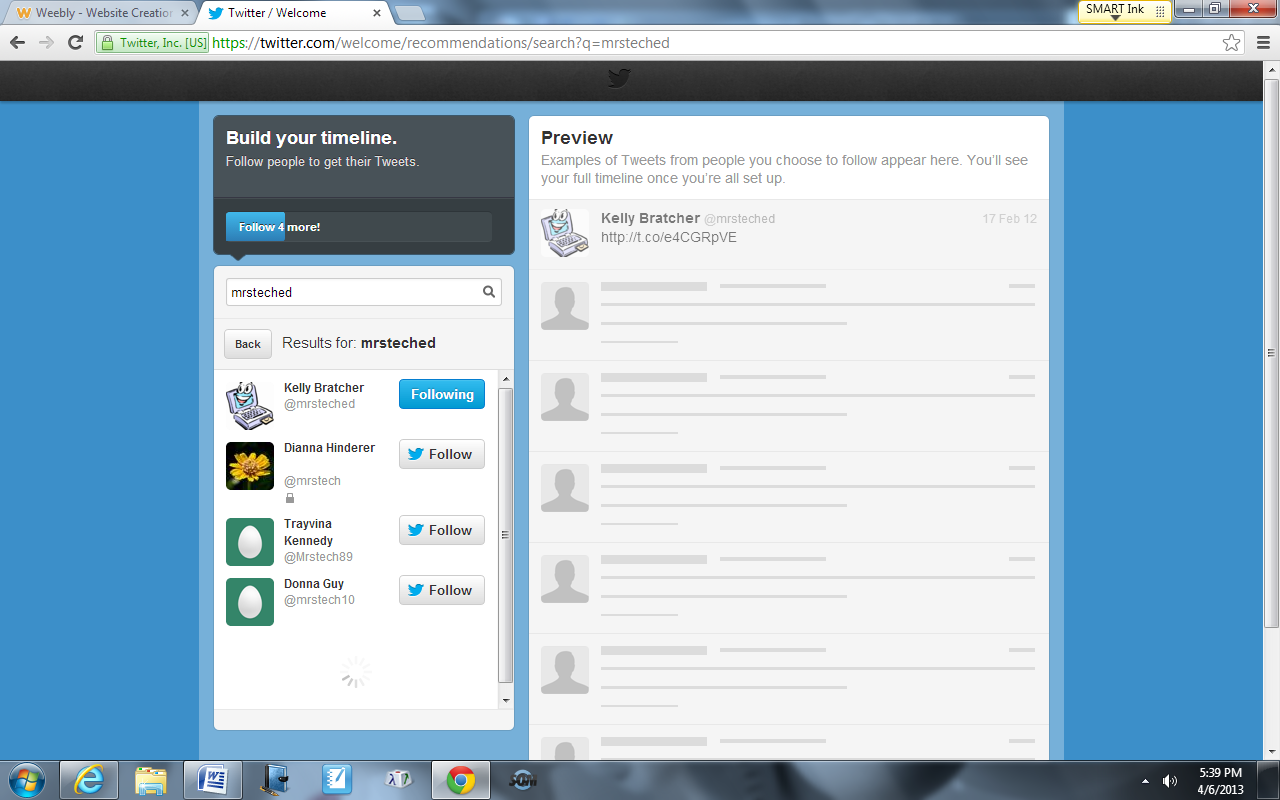 Weebly - Website Creation
Twitter / Welcome
SMART Ink
Twitter, Inc. [US]
https://twitter.com/welcome/recommendations/search?q=mrsteched
Build your timeline.
Follow people to get their Tweets.
Follow 4 more!
mrsteched
Back
Results for: mrsteched
Kelly Bratcher
@mrsteched
Following
Dianna Hinderer
@mrstech
Follow
Trayvina
Kennedy
@Mrstech89
Follow
Donna Guy
@mrstech10
Follow
Preview
Examples of Tweets from people you choose to follow appear here. You'll see
your full timeline once you're all set up.
Kelly Bratcher @mrsteched 17 Feb 12
http://t.co/e4CGRpVE
5:39 PM
4/6/2013